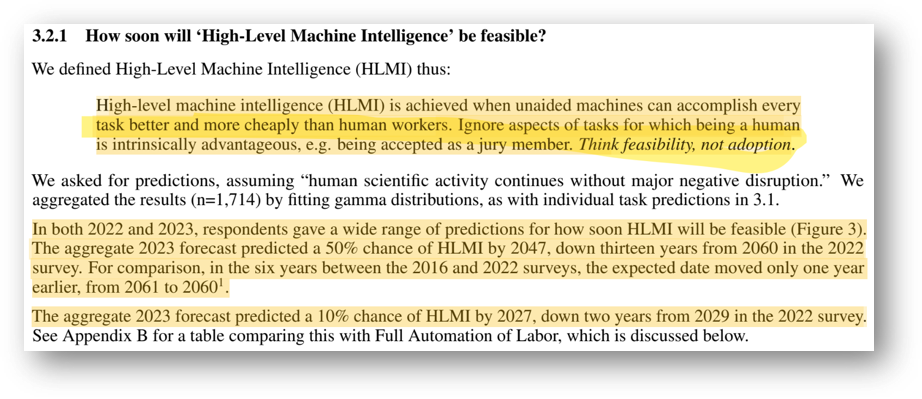 3.2.1 How soon will ‘High-Level Machine Intelligence’ be feasible?
We defined High-Level Machine Intelligence (HLMI) thus:
High-level machine intelligence (HLMI) is achieved when unaided machines can accomplish every
task better and more cheaply than human workers. Ignore aspects of tasks for which being a human
is intrinsically advantageous, e.g. being accepted as a jury member. Think feasibility, not adoption.
We asked for predictions, assuming “human scientific activity continues without major negative disruption.” We
aggregated the results (n=1,714) by fitting gamma distributions, as with individual task predictions in 3.1.
In both 2022 and 2023, respondents gave a wide range of predictions for how soon HLMI will be feasible (Figure 3).
The aggregate 2023 forecast predicted a 50% chance of HLMI by 2047, down thirteen years from 2060 in the 2022
survey. For comparison, in the six years between the 2016 and 2022 surveys, the expected date moved only one year
earlier, from 2061 to 2060¹.
The aggregate 2023 forecast predicted a 10% chance of HLMI by 2027, down two years from 2029 in the 2022 survey.
See Appendix B for a table comparing this with Full Automation of Labor, which is discussed below.